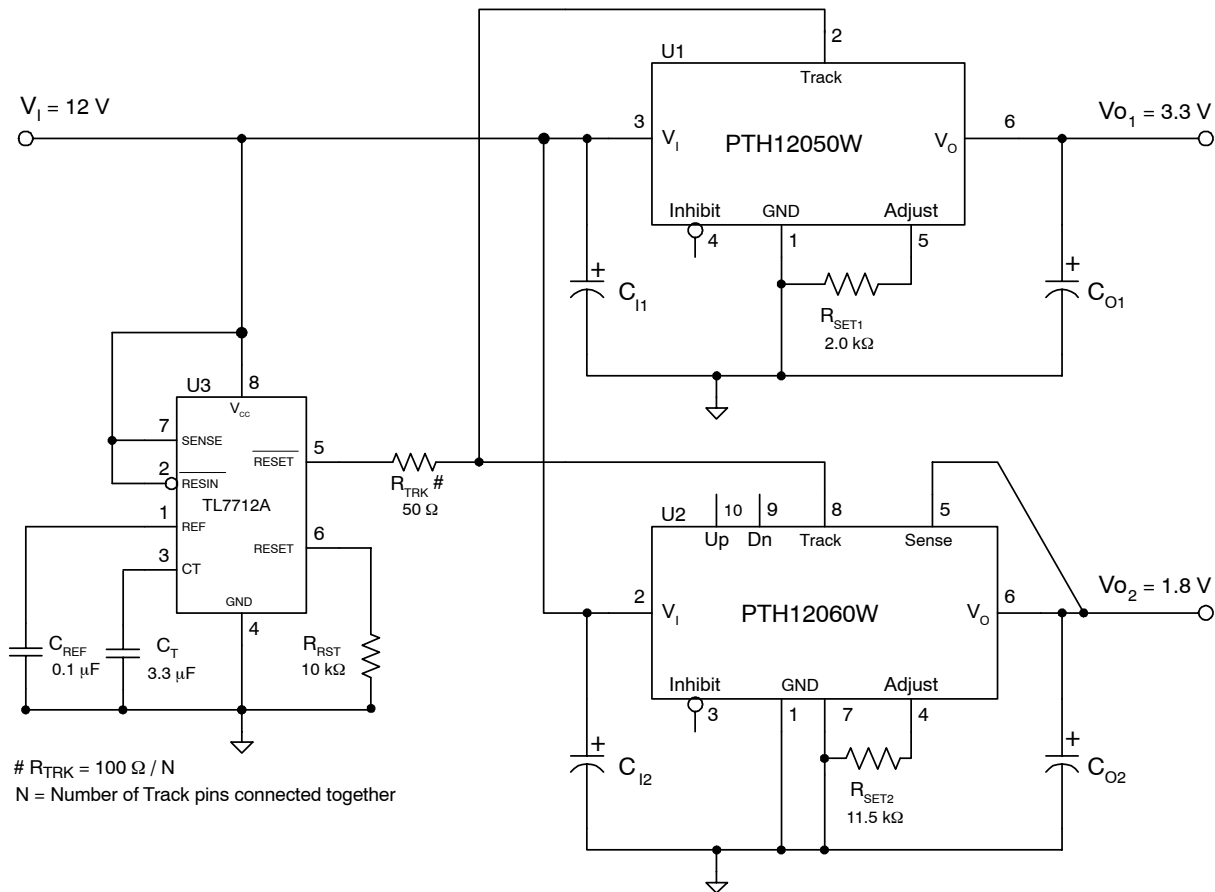 2
U1
Track
V_I = 12 V
3
V_I
PTH12050W
V_O
6
Vo_1 = 3.3 V
Inhibit
GND
Adjust
4
1
5
C_I1
R_SET1
2.0 kΩ
C_O1
U3
8
V_CC
7
SENSE
2
RESIN
TL7712A
1
REF
3
CT
RESET
5
RESET
6
GND
4
R_TRK #
50 Ω
C_REF
0.1 μF
C_T
3.3 μF
R_RST
10 kΩ
U2
10
9
8
5
Up
Dn
Track
Sense
2
V_I
PTH12060W
V_O
6
Vo_2 = 1.8 V
Inhibit
GND
Adjust
3
1
7
4
C_I2
R_SET2
11.5 kΩ
C_O2
# R_TRK = 100 Ω / N
N = Number of Track pins connected together